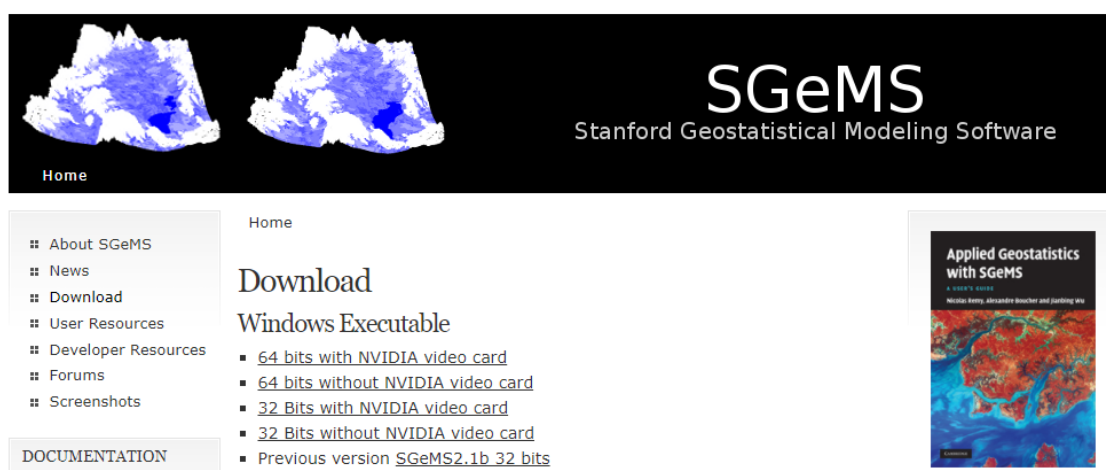 SGeMS
Stanford Geostatistical Modeling Software
Home
About SGeMS
News
Download
User Resources
Developer Resources
Forums
Screenshots
DOCUMENTATION
Home
Download
Windows Executable
64 bits with NVIDIA video card
64 bits without NVIDIA video card
32 Bits with NVIDIA video card
32 Bits without NVIDIA video card
Previous version SGeMS2.1b 32 bits
Applied Geostatistics
with SGeMS
A USER'S GUIDE
Nicolas Remy, Alexandre Boucher and Jianbing Wu
CAMBRIDGE